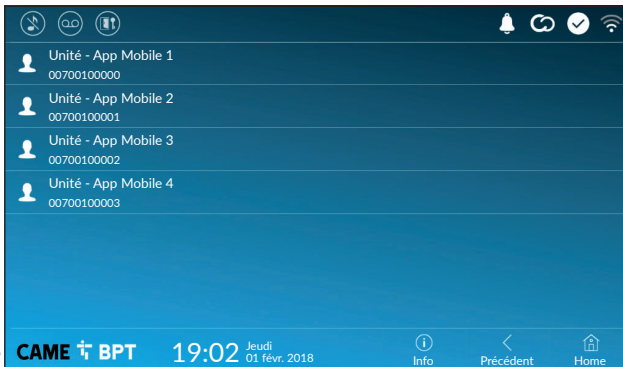 Unité - App Mobile 1
00700100000
Unité - App Mobile 2
00700100001
Unité - App Mobile 3
00700100002
Unité - App Mobile 4
00700100003
CAME BPT
19:02
Jeudi
01 févr. 2018
Info
Précédent
Home